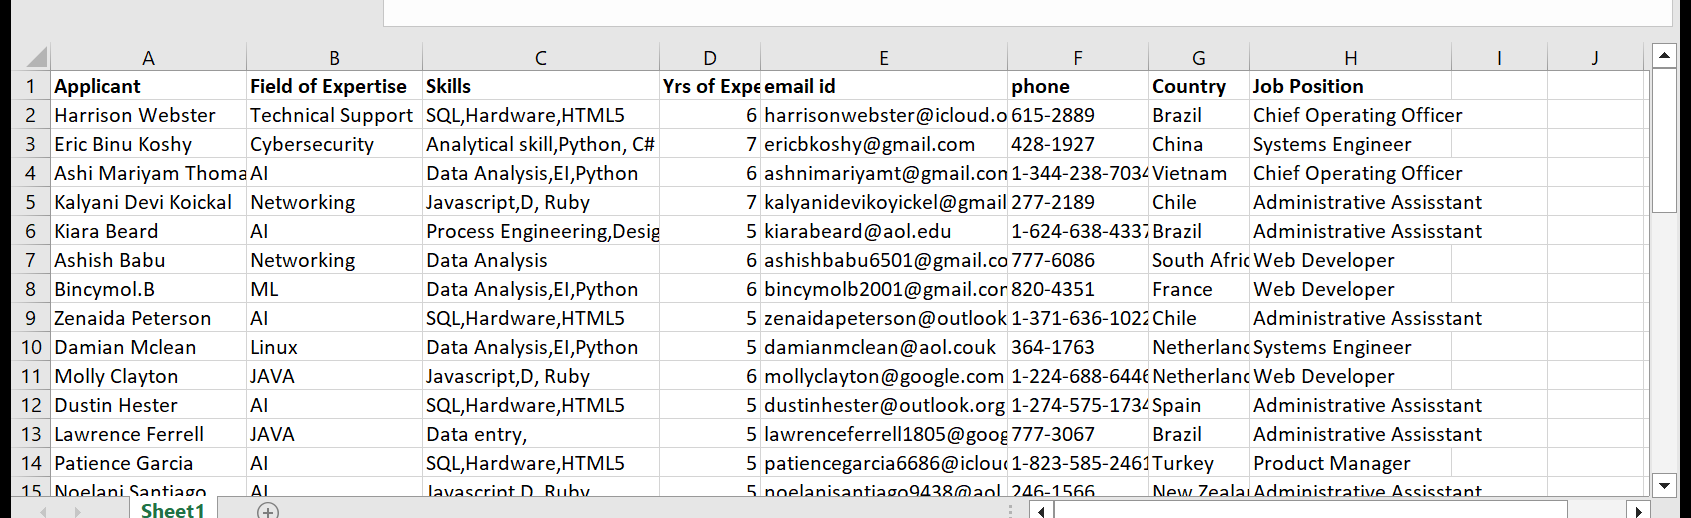 A B C D E F G H I J
1 Applicant Field of Expertise Skills Yrs of Expe email id phone Country Job Position
2 Harrison Webster Technical Support SQL,Hardware,HTML5 6 harrisonwebster@icloud.o 615-2889 Brazil Chief Operating Officer
3 Eric Binu Koshy Cybersecurity Analytical skill,Python, C# 7 ericbkoshy@gmail.com 428-1927 China Systems Engineer
4 Ashi Mariyam Thoma AI Data Analysis,EI,Python 6 ashnimariyamt@gmail.com 1-344-238-7034 Vietnam Chief Operating Officer
5 Kalyani Devi Koickal Networking Javascript,D, Ruby 7 kalyanidevikoyickel@gmail 277-2189 Chile Administrative Assisstant
6 Kiara Beard AI Process Engineering,Desig 5 kiarabeard@aol.edu 1-624-638-4337 Brazil Administrative Assisstant
7 Ashish Babu Networking Data Analysis 6 ashishbabu6501@gmail.co 777-6086 South Afric Web Developer
8 Bincymol.B ML Data Analysis,EI,Python 6 bincymolb2001@gmail.com 820-4351 France Web Developer
9 Zenaida Peterson AI SQL,Hardware,HTML5 5 zenaidapeterson@outlook 1-371-636-1022 Chile Administrative Assisstant
10 Damian Mclean Linux Data Analysis,EI,Python 5 damianmclean@aol.couk 364-1763 Netherland Systems Engineer
11 Molly Clayton JAVA Javascript,D, Ruby 6 mollyclayton@google.com 1-224-688-6446 Netherland Web Developer
12 Dustin Hester AI SQL,Hardware,HTML5 5 dustinhester@outlook.org 1-274-575-1734 Spain Administrative Assisstant
13 Lawrence Ferrell JAVA Data entry, 5 lawrenceferrell1805@goog 777-3067 Brazil Administrative Assisstant
14 Patience Garcia AI SQL,Hardware,HTML5 5 patiencegarcia6686@iclou 1-823-585-2461 Turkey Product Manager
15 Noelani Santiago AI Javascript,D, Ruby 5 noelanisantiago9438@aol 246-1566 New Zeala Administrative Assisstant
Sheet1